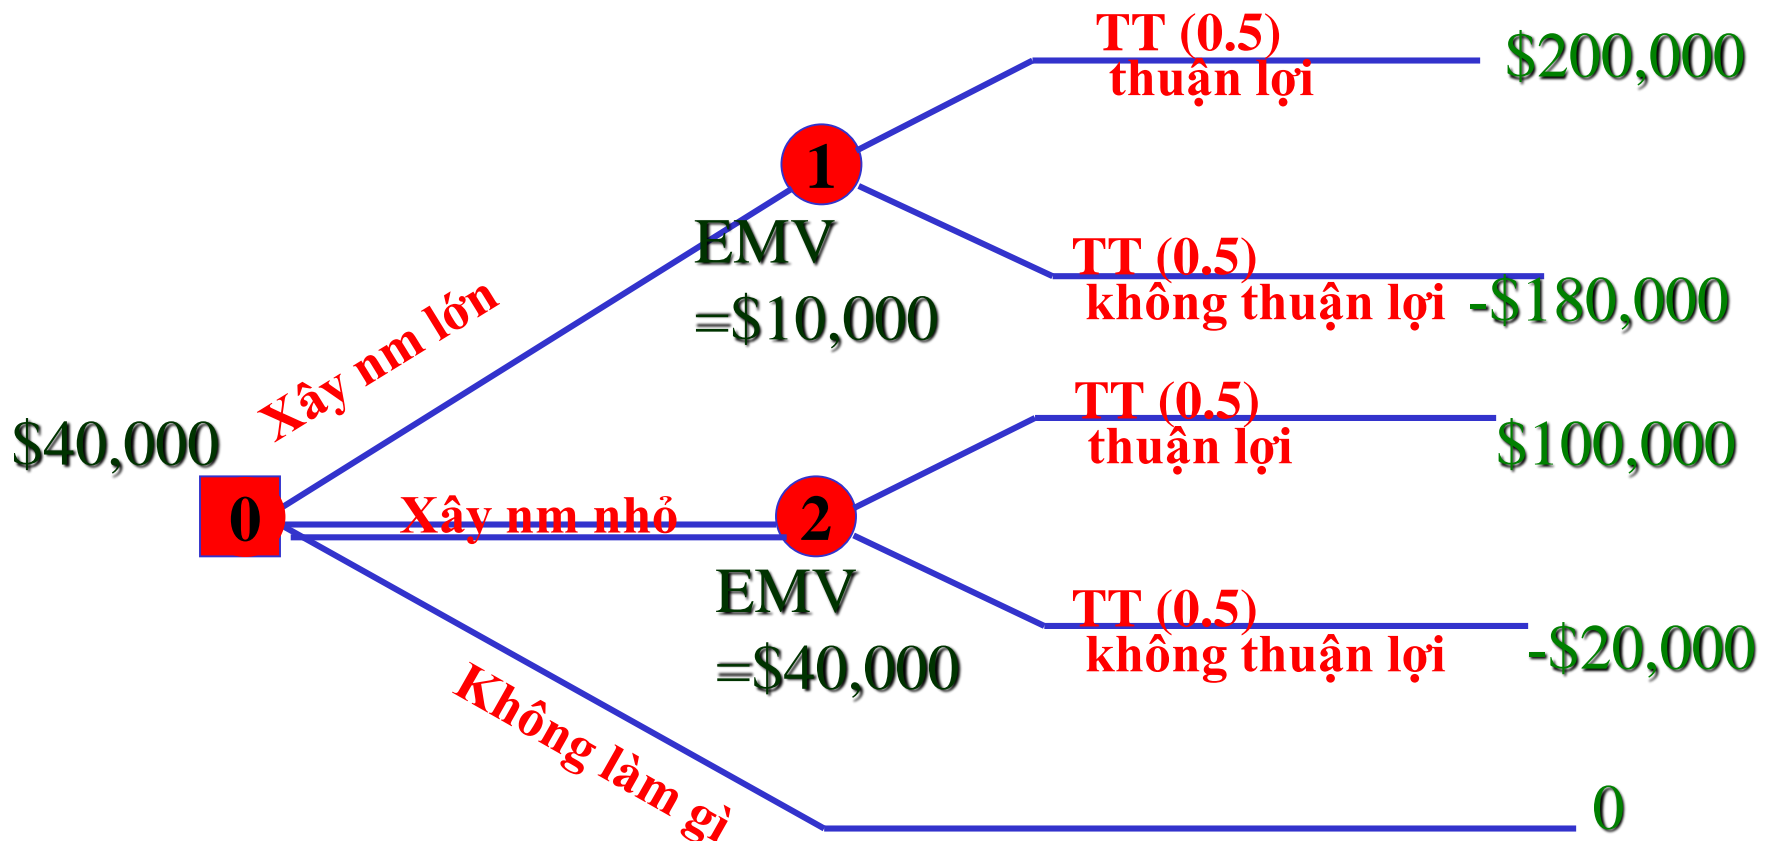 TT (0.5)
thuận lợi
$200,000
1
EMV
=$10,000
TT (0.5)
không thuận lợi
-$180,000
Xây nm lớn
$40,000
0
Xây nm nhỏ
2
EMV
=$40,000
TT (0.5)
thuận lợi
$100,000
TT (0.5)
không thuận lợi
-$20,000
Không làm gì
0